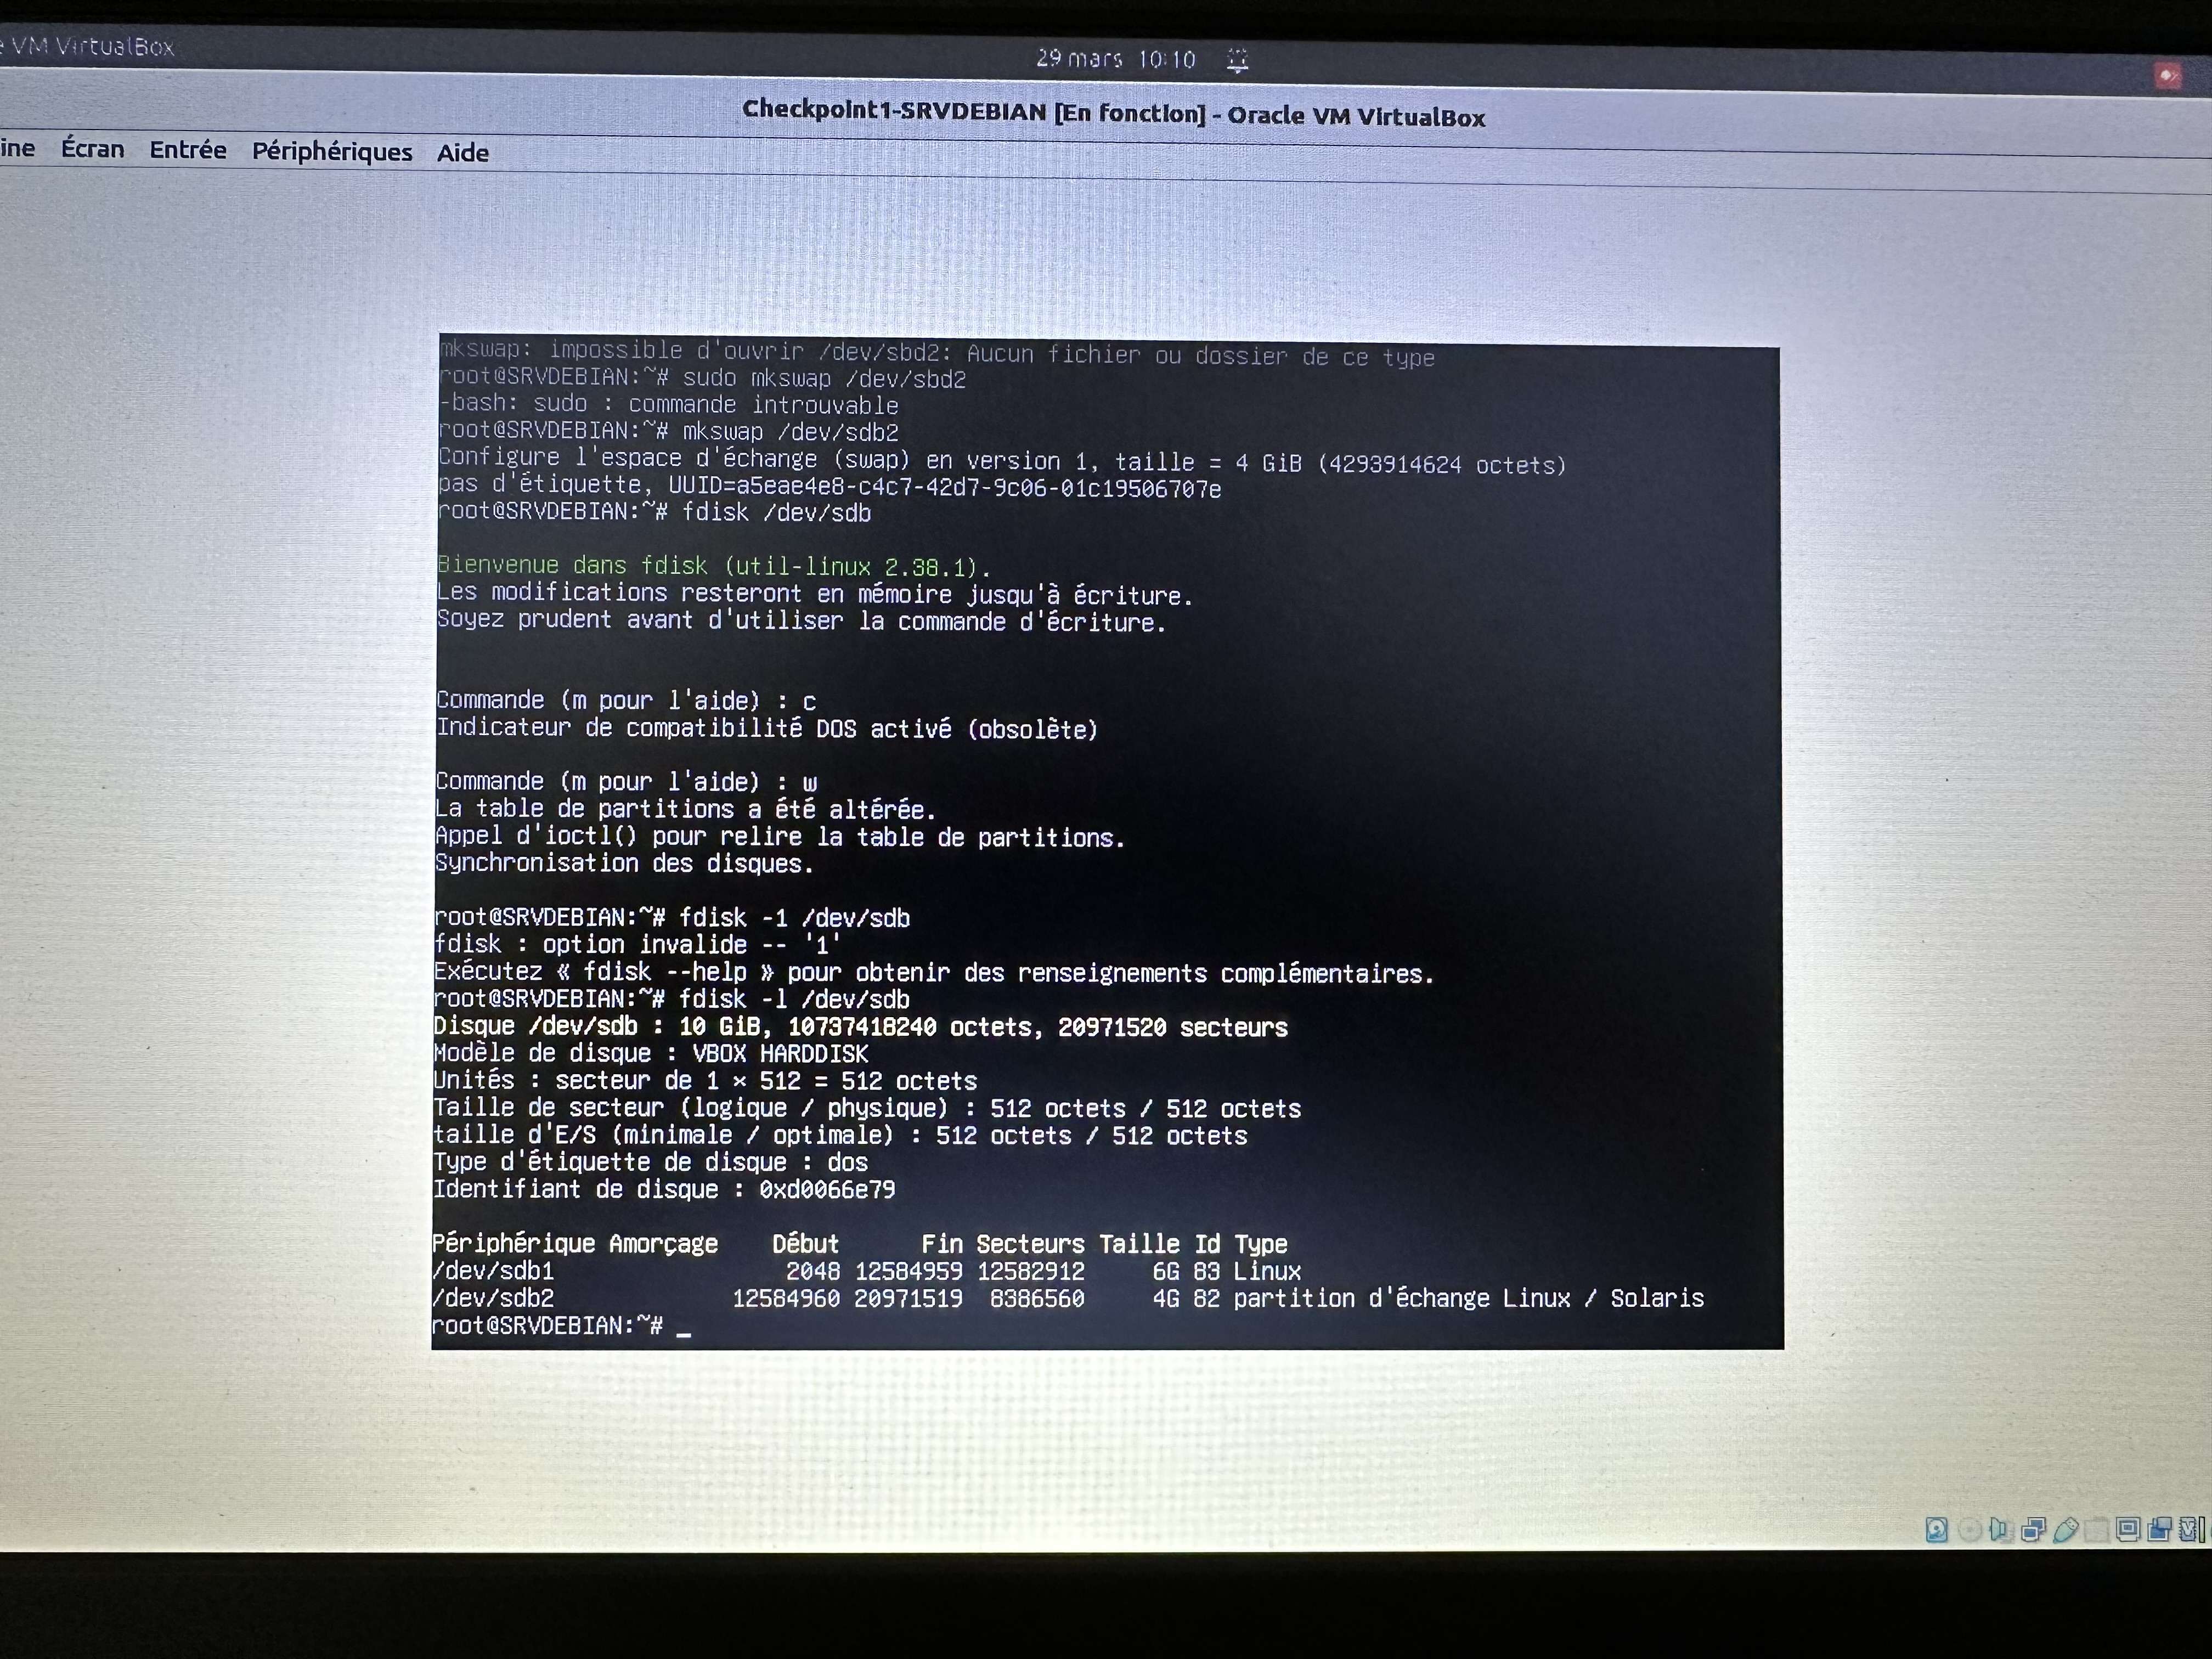 VM VirtualBox
29 mars 10:10
Checkpoint1-SRVDEBIAN [En fonction] - Oracle VM VirtualBox
ine Écran Entrée Périphériques Aide
mkswap: impossible d'ouvrir /dev/sbd2: Aucun fichier ou dossier de ce type
root@SRVDEBIAN:~# sudo mkswap /dev/sbd2
-bash: sudo : commande introuvable
root@SRVDEBIAN:~# mkswap /dev/sdb2
Configure l'espace d'échange (swap) en version 1, taille = 4 GiB (4293914624 octets)
pas d'étiquette, UUID=a5eae4e8-c4c7-42d7-9c06-01c19506707e
root@SRVDEBIAN:~# fdisk /dev/sdb
Bienvenue dans fdisk (util-linux 2.38.1).
Les modifications resteront en mémoire jusqu'à écriture.
Soyez prudent avant d'utiliser la commande d'écriture.
Commande (m pour l'aide) : c
Indicateur de compatibilité DOS activé (obsolète)
Commande (m pour l'aide) : w
La table de partitions a été altérée.
Appel d'ioctl() pour relire la table de partitions.
Synchronisation des disques.
root@SRVDEBIAN:~# fdisk -1 /dev/sdb
fdisk : option invalide -- '1'
Exécutez « fdisk --help » pour obtenir des renseignements complémentaires.
root@SRVDEBIAN:~# fdisk -l /dev/sdb
Disque /dev/sdb : 10 GiB, 10737418240 octets, 20971520 secteurs
Modèle de disque : VBOX HARDDISK
Unités : secteur de 1 × 512 = 512 octets
Taille de secteur (logique / physique) : 512 octets / 512 octets
taille d'E/S (minimale / optimale) : 512 octets / 512 octets
Type d'étiquette de disque : dos
Identifiant de disque : 0xd0066e79
Périphérique Amorçage Début Fin Secteurs Taille Id Type
/dev/sdb1 2048 12584959 12582912 6G 83 Linux
/dev/sdb2 12584960 20971519 8386560 4G 82 partition d'échange Linux / Solaris
root@SRVDEBIAN:~# _